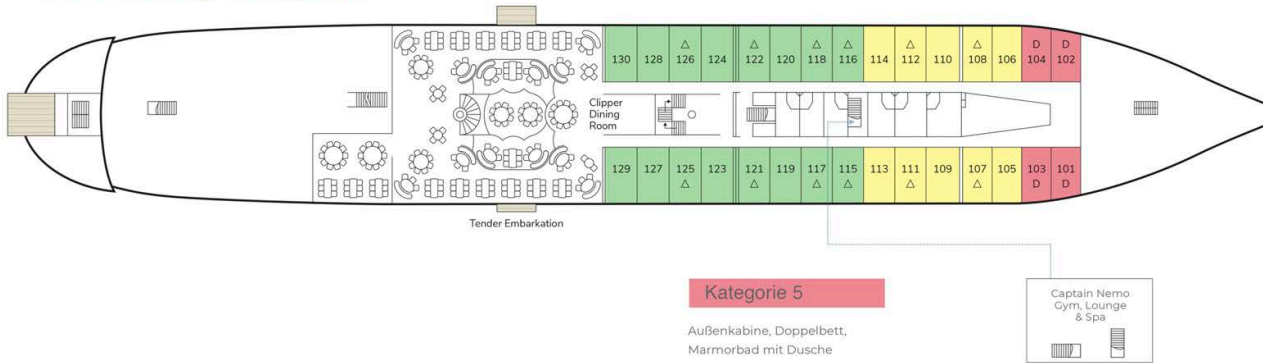 130 128 △ 126 124 △ 122 120 △ 118 △ 116 114 △ 112 110 △ 108 106 D 104 D 102
Clipper
Dining
Room
129 127 125 △ 123 121 △ 119 117 △ 115 △ 113 111 △ 109 107 △ 105 103 D 101 D
Tender Embarkation
Kategorie 5
Außenkabine, Doppelbett,
Marmorbad mit Dusche
Captain Nemo
Gym, Lounge
& Spa